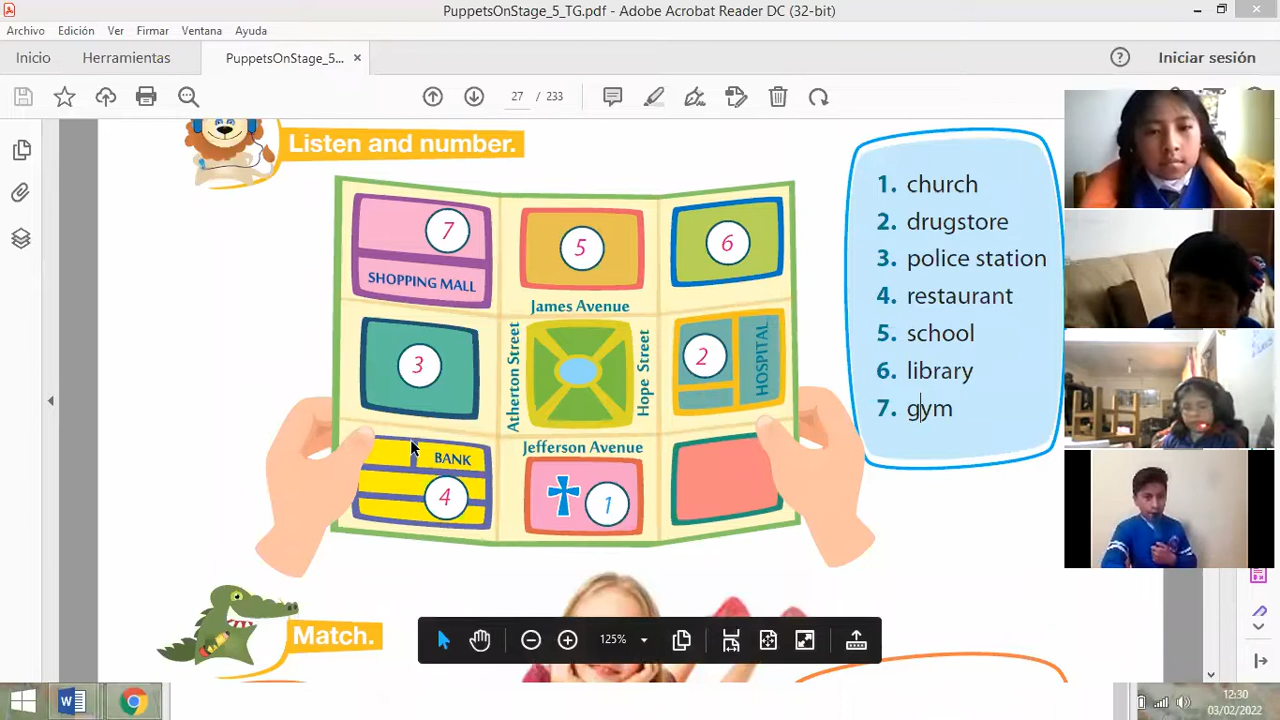 PuppetsOnStage_5_TG.pdf - Adobe Acrobat Reader DC (32-bit)
Archivo Edición Ver Firmar Ventana Ayuda
Inicio Herramientas PuppetsOnStage_5... × Iniciar sesión
27 / 233
Listen and number.
7
SHOPPING MALL
5
6
James Avenue
3
Atherton Street
Hope Street
2
HOSPITAL
BANK
4
Jefferson Avenue
1
1. church
2. drugstore
3. police station
4. restaurant
5. school
6. library
7. gym
Match.
125%
12:30
03/02/2022